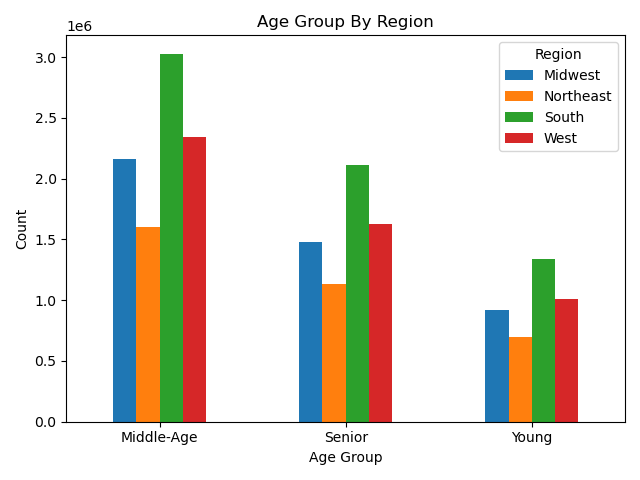 Age Group By Region
1e6
3.0
2.5
2.0
1.5
1.0
0.5
0.0
Count
Region
Midwest
Northeast
South
West
Middle-Age Senior Young
Age Group